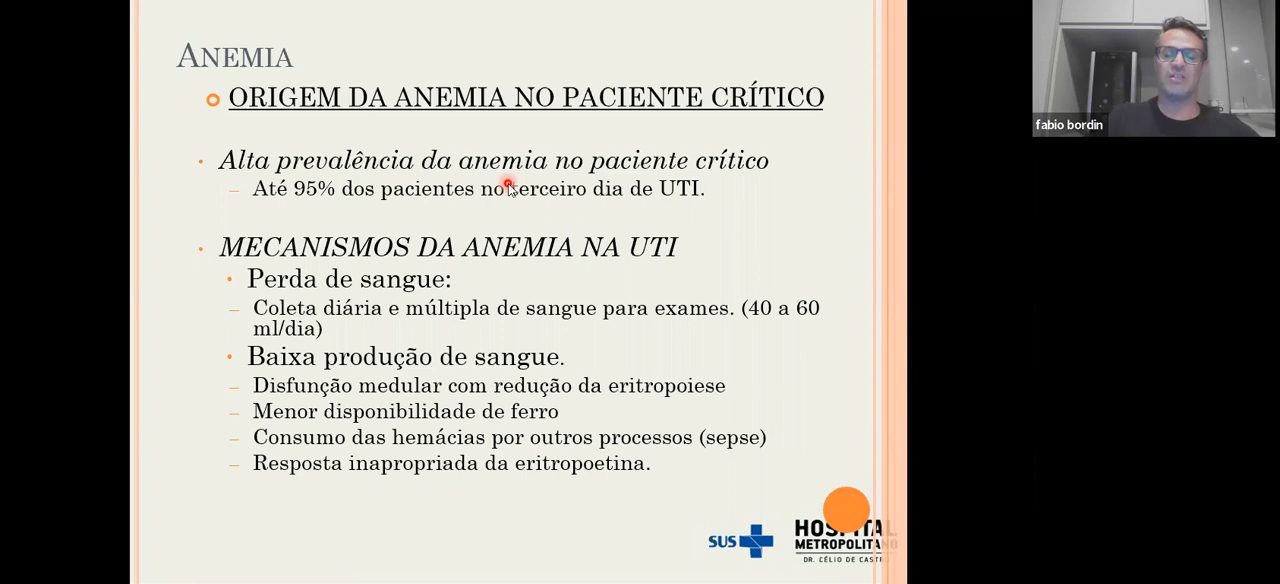 ANEMIA
ORIGEM DA ANEMIA NO PACIENTE CRÍTICO
Alta prevalência da anemia no paciente crítico
– Até 95% dos pacientes no terceiro dia de UTI.
MECANISMOS DA ANEMIA NA UTI
Perda de sangue:
– Coleta diária e múltipla de sangue para exames. (40 a 60
ml/dia)
Baixa produção de sangue.
– Disfunção medular com redução da eritropoiese
– Menor disponibilidade de ferro
– Consumo das hemácias por outros processos (sepse)
– Resposta inapropriada da eritropoetina.
SUS
HOSPITAL
METROPOLITANO
DR. CÉLIO DE CASTRO
fabio bordin